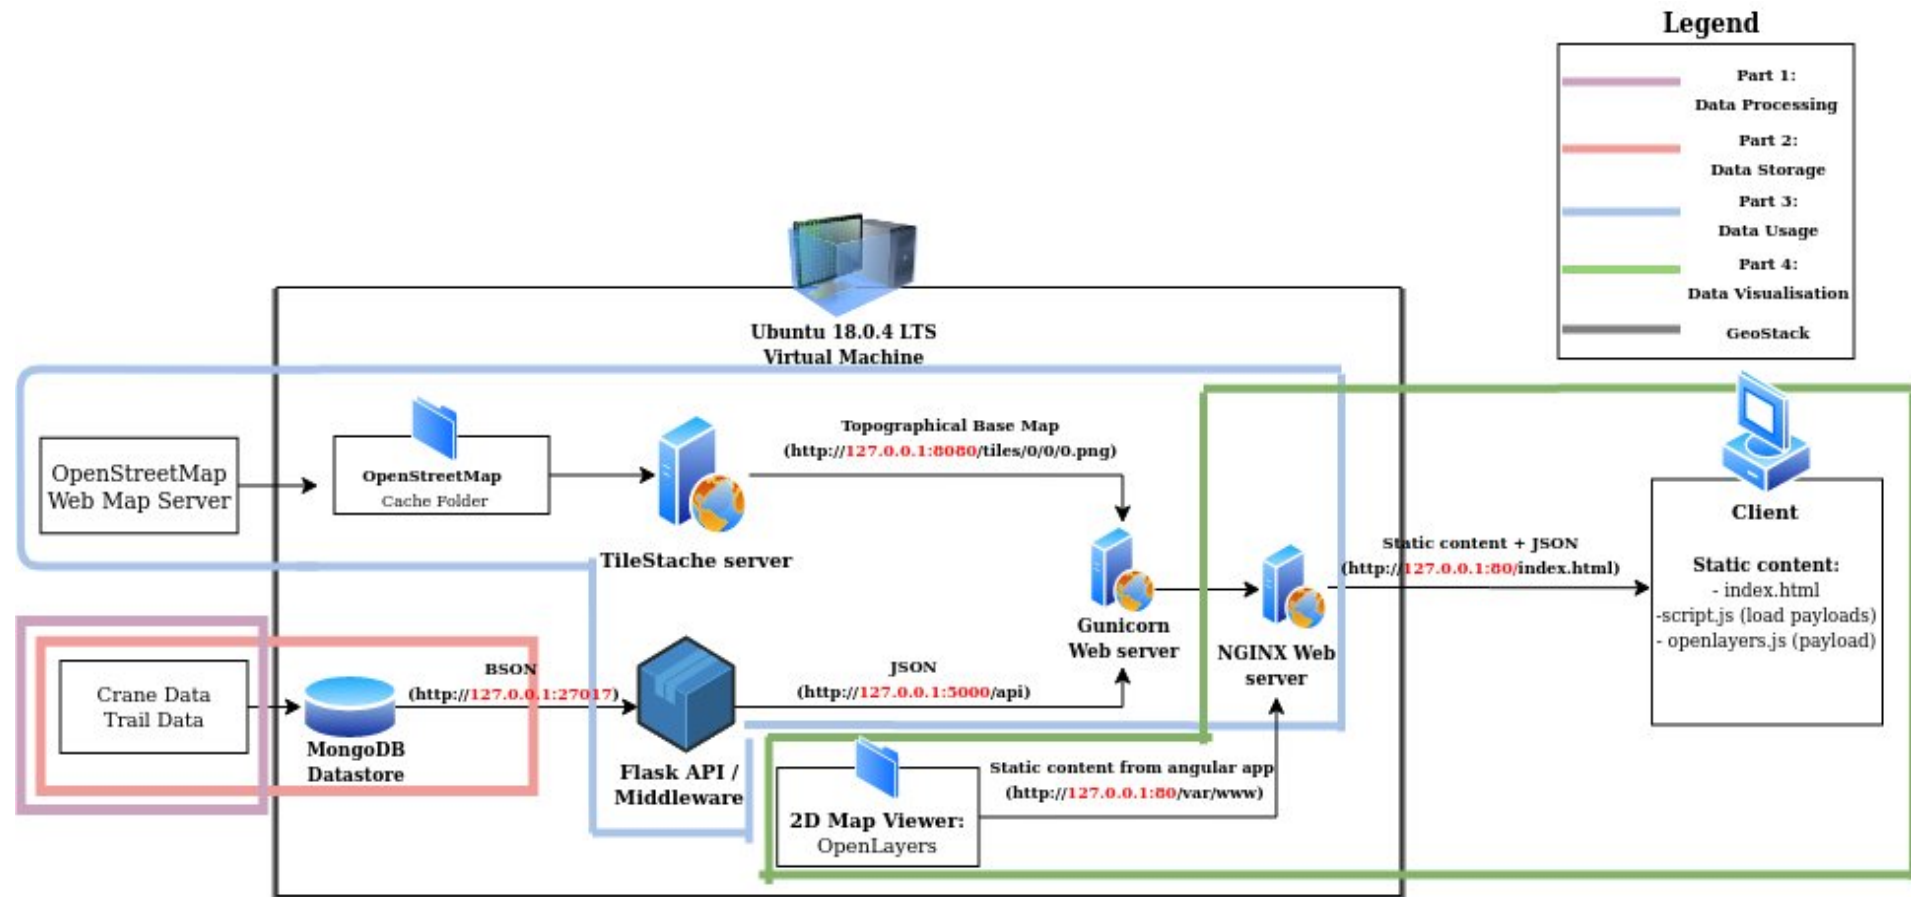 Legend
Part 1:
Data Processing
Part 2:
Data Storage
Part 3:
Data Usage
Part 4:
Data Visualisation
GeoStack
Ubuntu 18.0.4 LTS
Virtual Machine
OpenStreetMap
Web Map Server
OpenStreetMap
Cache Folder
TileStache server
Topographical Base Map
(http://127.0.0.1:8080/tiles/0/0/0.png)
Crane Data
Trail Data
MongoDB
Datastore
BSON
(http://127.0.0.1:27017)
Flask API /
Middleware
JSON
(http://127.0.0.1:5000/api)
Gunicorn
Web server
NGINX Web
server
2D Map Viewer:
OpenLayers
Static content from angular app
(http://127.0.0.1:80/var/www)
Static content + JSON
(http://127.0.0.1:80/index.html)
Client
Static content:
- index.html
-script.js (load payloads)
- openlayers.js (payload)